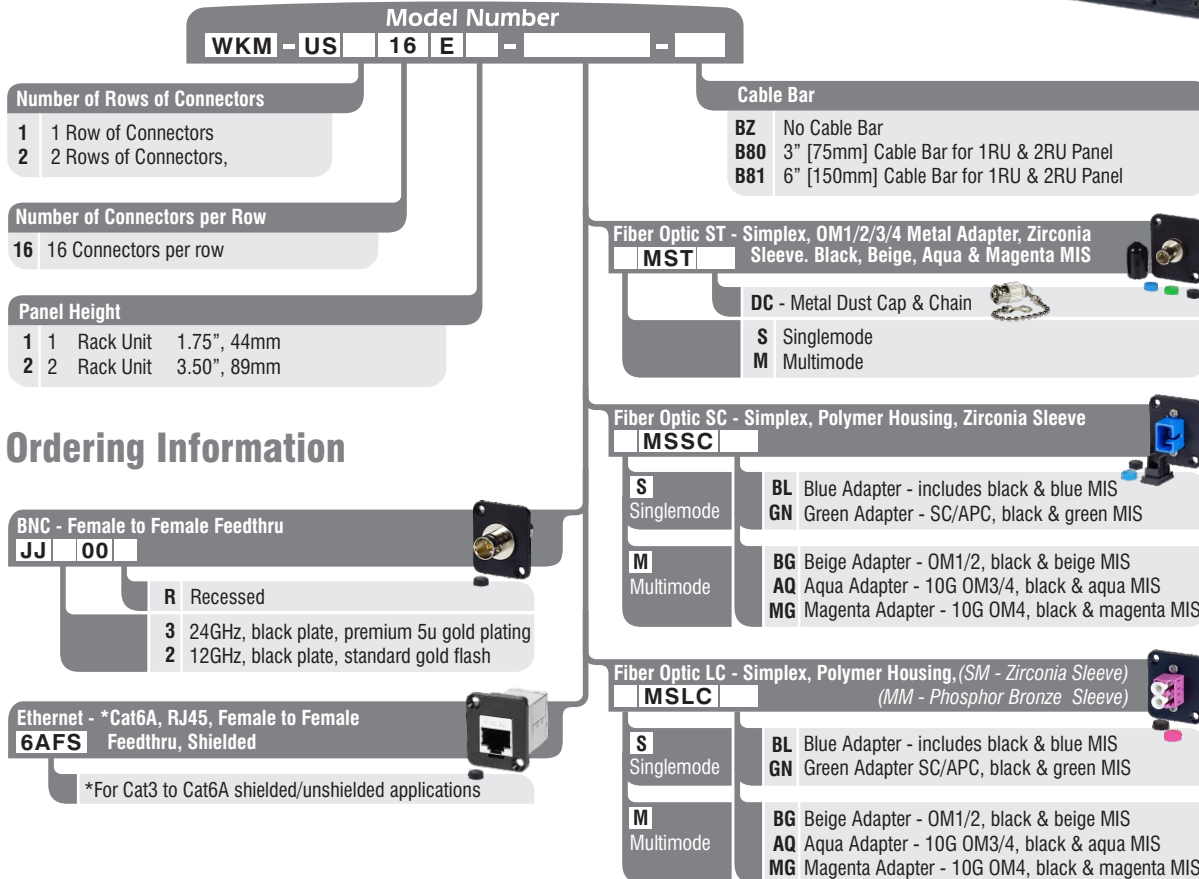 Model Number
WKM - US 16 E - -
Number of Rows of Connectors
1 1 Row of Connectors
2 2 Rows of Connectors,
Number of Connectors per Row
16 16 Connectors per row
Panel Height
1 1 Rack Unit 1.75”, 44mm
2 2 Rack Unit 3.50”, 89mm
Ordering Information
BNC - Female to Female Feedthru
JJ 00
R Recessed
3 24GHz, black plate, premium 5u gold plating
2 12GHz, black plate, standard gold flash
Ethernet - *Cat6A, RJ45, Female to Female
6AFS Feedthru, Shielded
*For Cat3 to Cat6A shielded/unshielded applications
Cable Bar
BZ No Cable Bar
B80 3” [75mm] Cable Bar for 1RU & 2RU Panel
B81 6” [150mm] Cable Bar for 1RU & 2RU Panel
Fiber Optic ST - Simplex, OM1/2/3/4 Metal Adapter, Zirconia
MST Sleeve. Black, Beige, Aqua & Magenta MIS
DC - Metal Dust Cap & Chain
S Singlemode
M Multimode
Fiber Optic SC - Simplex, Polymer Housing, Zirconia Sleeve
MSSC
S
Singlemode
BL Blue Adapter - includes black & blue MIS
GN Green Adapter - SC/APC, black & green MIS
M
Multimode
BG Beige Adapter - OM1/2, black & beige MIS
AQ Aqua Adapter - 10G OM3/4, black & aqua MIS
MG Magenta Adapter - 10G OM4, black & magenta MIS
Fiber Optic LC - Simplex, Polymer Housing, (SM - Zirconia Sleeve)
MSLC (MM - Phosphor Bronze Sleeve)
S
Singlemode
BL Blue Adapter - includes black & blue MIS
GN Green Adapter SC/APC, black & green MIS
M
Multimode
BG Beige Adapter - OM1/2, black & beige MIS
AQ Aqua Adapter - 10G OM3/4, black & aqua MIS
MG Magenta Adapter - 10G OM4, black & magenta MIS